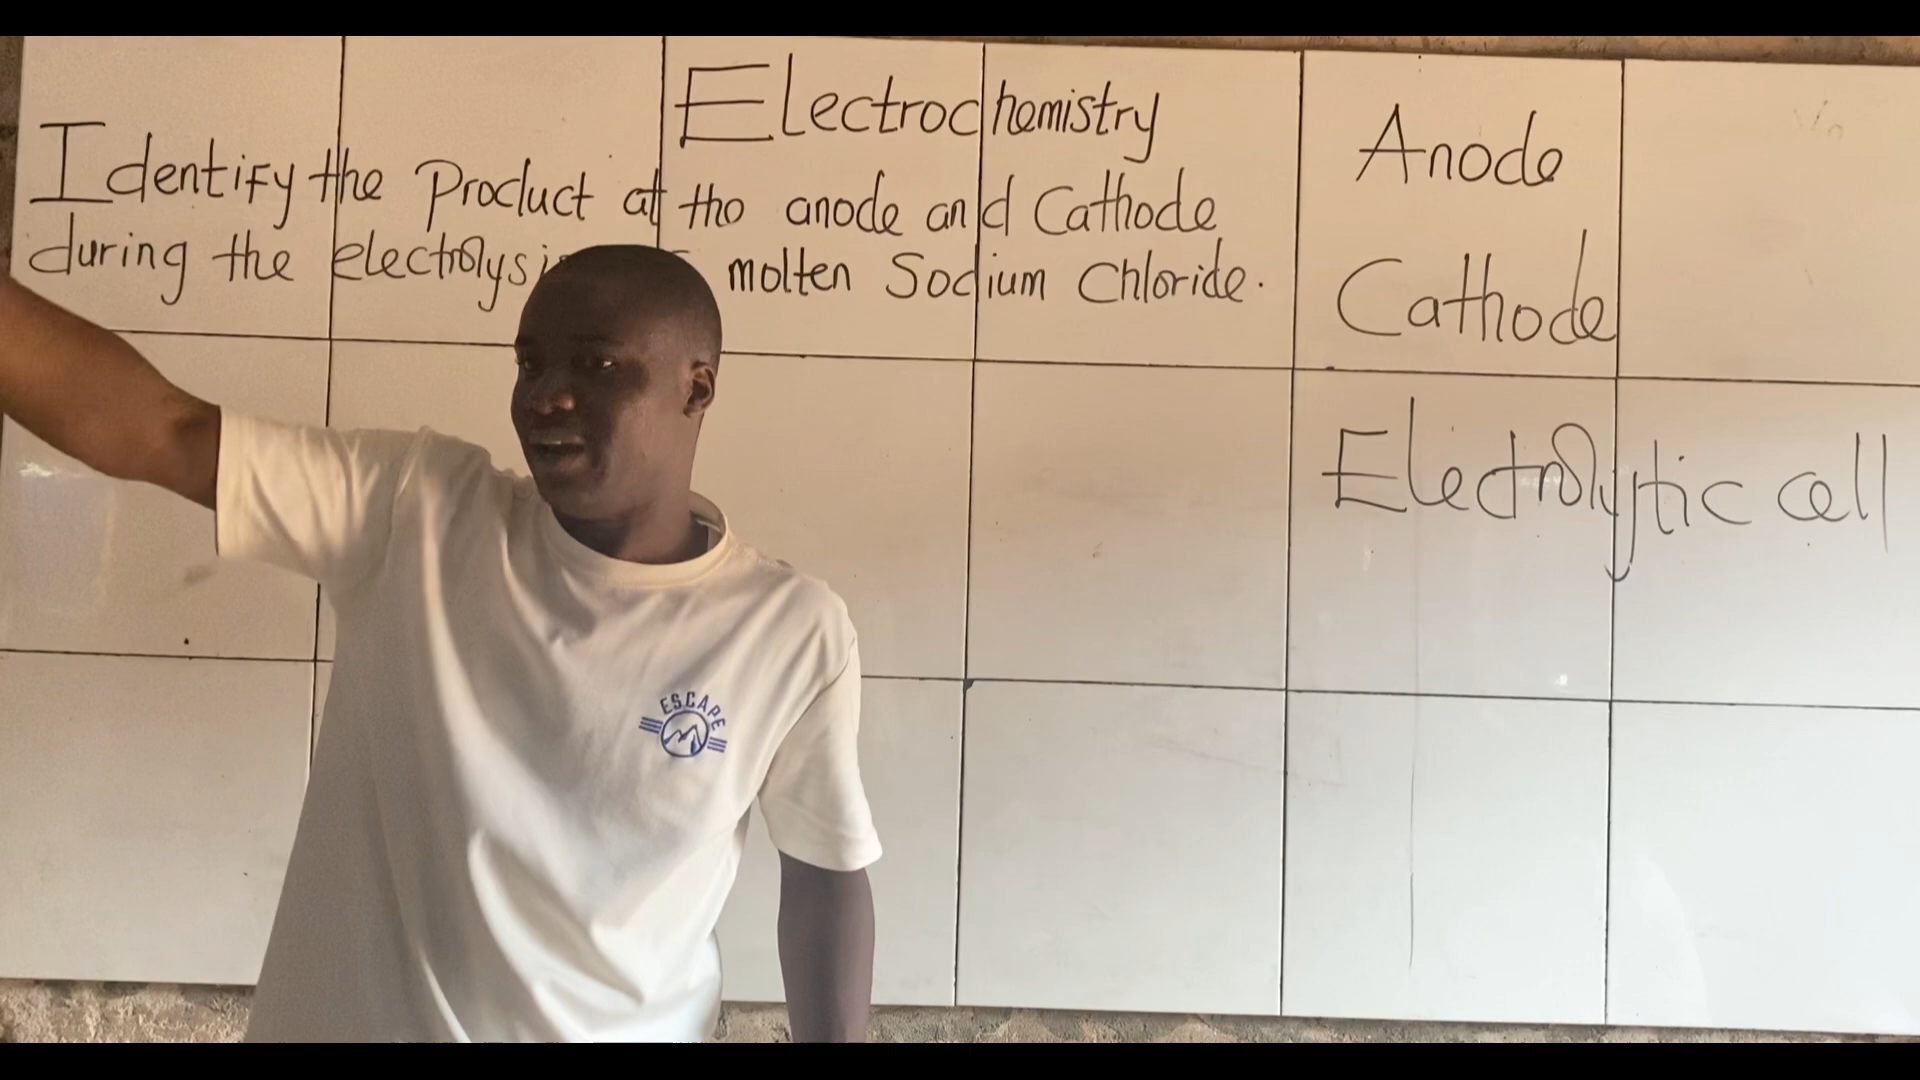 Electrochemistry
Identify the Product at the anode and Cathode
during the electrolysis molten Sodium Chloride.
Anode
Cathode
Electrolytic cell
ESCAPE